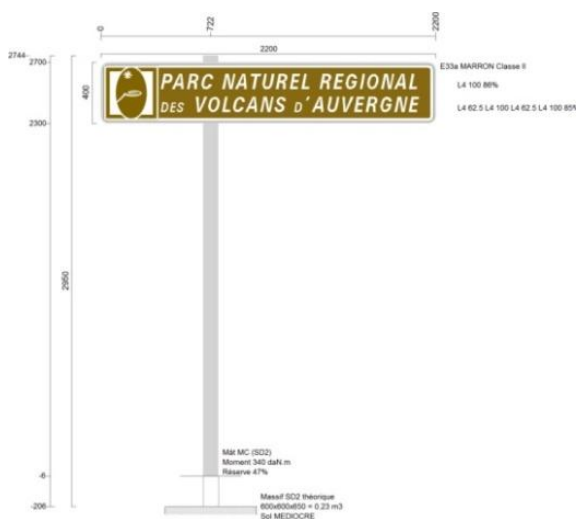 0
-722
2200
2200
2744
2700
E33a MARRON Classe II
400
PARC NATUREL REGIONAL
L4 100 86%
DES VOLCANS D'AUVERGNE
L4 62.5 L4 100 L4 62.5 L4 100 85%
2300
2950
Mât MC (SD2)
Moment 340 daN.m
Réserve 47%
-6
Massif SD2 théorique
600x600x650 = 0.23 m3
Sol MEDIOCRE
-206